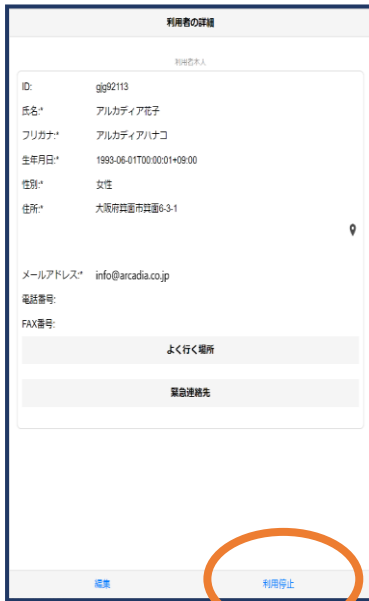 利用者の詳細
利用者本人
ID: gjg92113
氏名:* アルカディア花子
フリガナ:* アルカディアハナコ
生年月日:* 1993-06-01T00:00:01+09:00
性別:* 女性
住所:* 大阪府箕面市箕面6-3-1
メールアドレス:* info@arcadia.co.jp
電話番号:
FAX番号:
よく行く場所
緊急連絡先
編集 利用停止